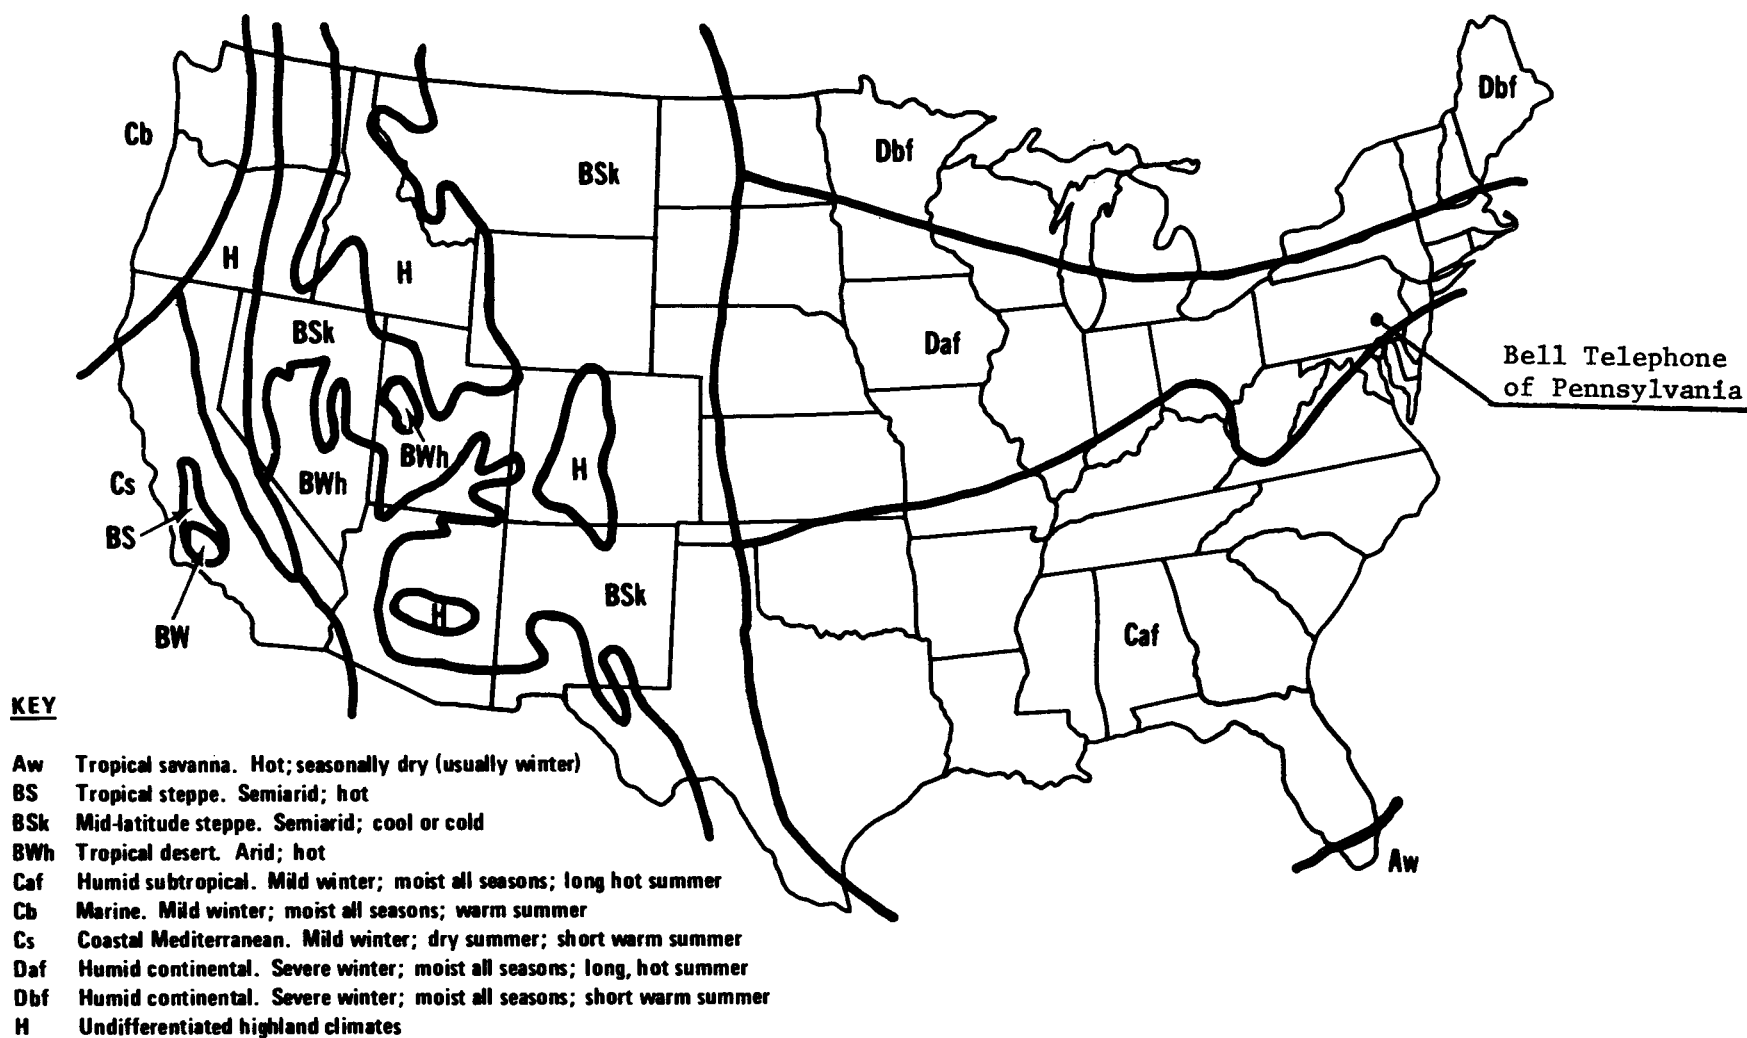 Cb
Dbf
Dbf
BSk
H
H
BSk
Daf
Bell Telephone
of Pennsylvania
BWh
H
Cs
BWh
BS
BSk
BW
H
Caf
Aw
KEY
Aw Tropical savanna. Hot; seasonally dry (usually winter)
BS Tropical steppe. Semiarid; hot
BSk Mid-latitude steppe. Semiarid; cool or cold
BWh Tropical desert. Arid; hot
Caf Humid subtropical. Mild winter; moist all seasons; long hot summer
Cb Marine. Mild winter; moist all seasons; warm summer
Cs Coastal Mediterranean. Mild winter; dry summer; short warm summer
Daf Humid continental. Severe winter; moist all seasons; long, hot summer
Dbf Humid continental. Severe winter; moist all seasons; short warm summer
H Undifferentiated highland climates